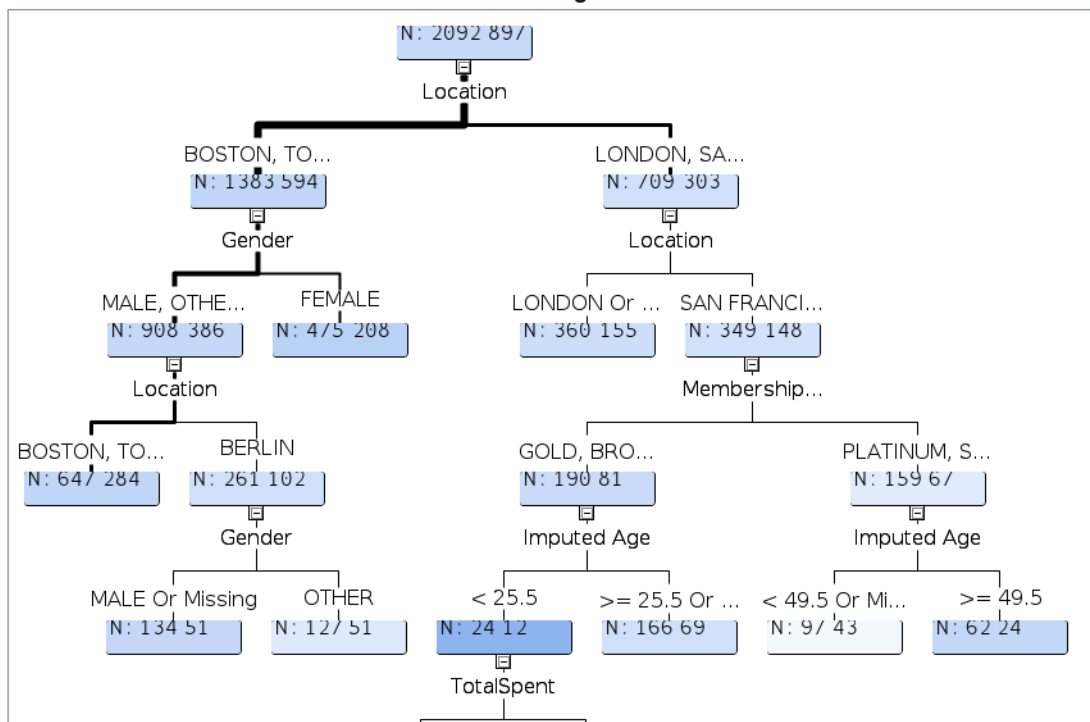 N: 2092 897
Location
BOSTON, TO...
LONDON, SA...
N: 1383 594
N: 709 303
Gender
Location
MALE, OTHE...
FEMALE
LONDON Or ...
SAN FRANCI...
N: 908 386
N: 475 208
N: 360 155
N: 349 148
Location
Membership...
BOSTON, TO...
BERLIN
GOLD, BRO...
PLATINUM, S...
N: 647 284
N: 261 102
N: 190 81
N: 159 67
Gender
Imputed Age
Imputed Age
MALE Or Missing
OTHER
< 25.5
>= 25.5 Or ...
< 49.5 Or Mi...
>= 49.5
N: 134 51
N: 127 51
N: 24 12
N: 166 69
N: 97 43
N: 62 24
TotalSpent